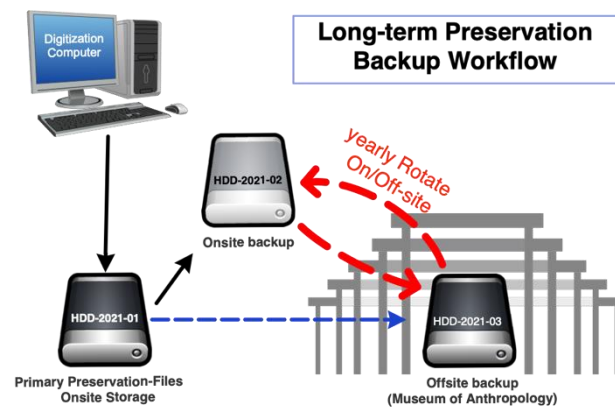 Digitization
Computer
Long-term Preservation
Backup Workflow
yearly Rotate
On/Off-site
HDD-2021-02
Onsite backup
HDD-2021-01
HDD-2021-03
Primary Preservation-Files
Onsite Storage
Offsite backup
(Museum of Anthropology)